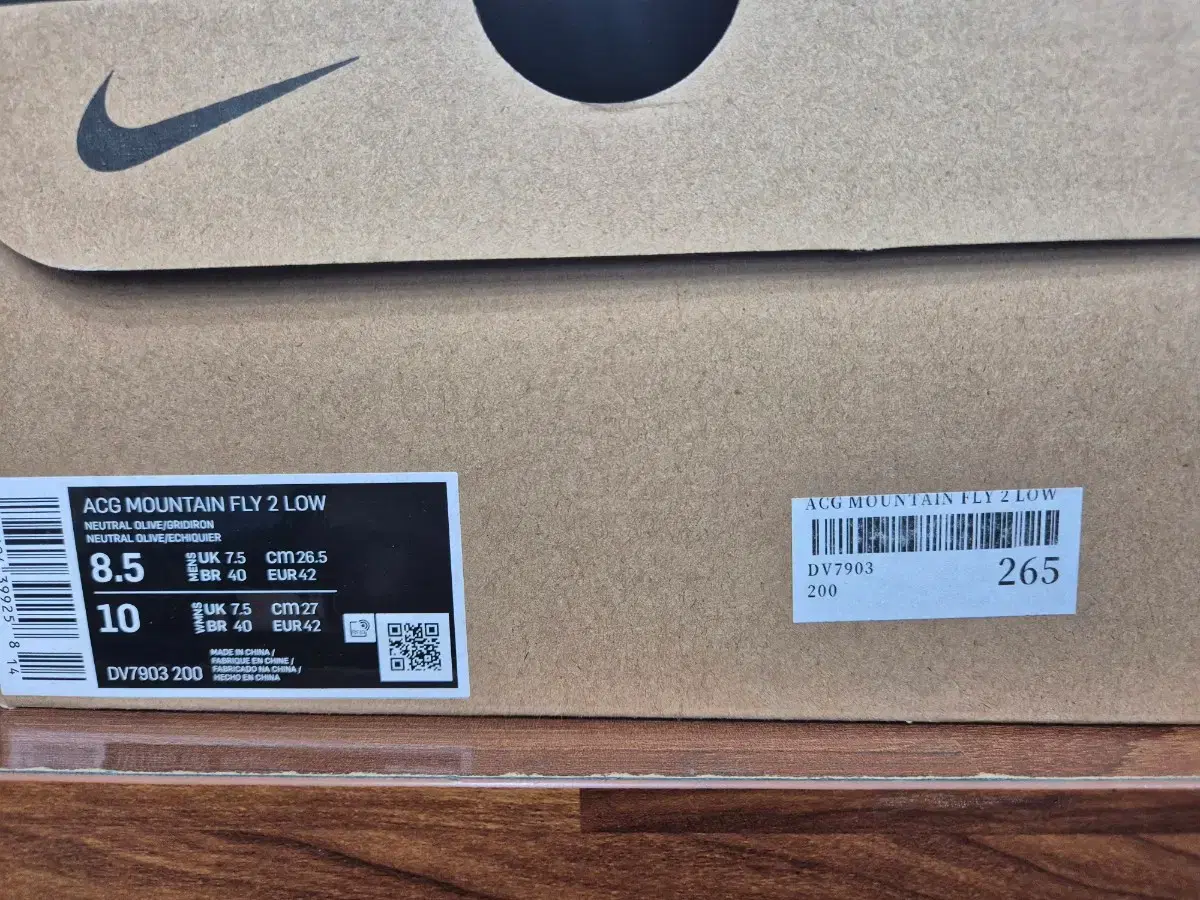 ACG MOUNTAIN FLY 2 LOW
NEUTRAL OLIVE/GRIDIRON
NEUTRAL OLIVE/ECHIQUIER
8.5 MENS UK 7.5 CM 26.5
BR 40 EUR 42
10 WMNS UK 7.5 CM 27
BR 40 EUR 42
MADE IN CHINA /
FABRIQUE EN CHINE /
FABRICADO NA CHINA /
HECHO EN CHINA
DV7903 200
39925 8 14
ACG MOUNTAIN FLY 2 LOW
DV7903
200
265